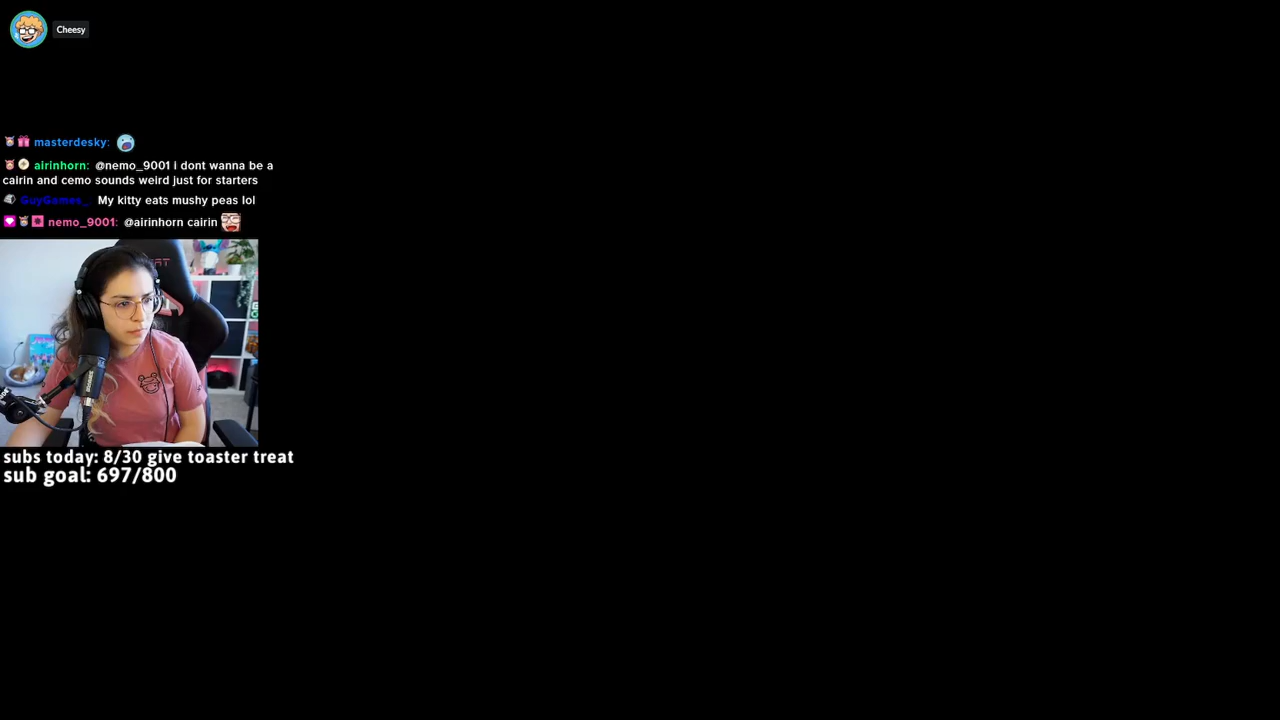 Cheesy
masterdesky:
airinhorn: @nemo_9001 i dont wanna be a
cairin and cemo sounds weird just for starters
GuyGames_: My kitty eats mushy peas lol
nemo_9001: @airinhorn cairin
subs today: 8/30 give toaster treat
sub goal: 697/800